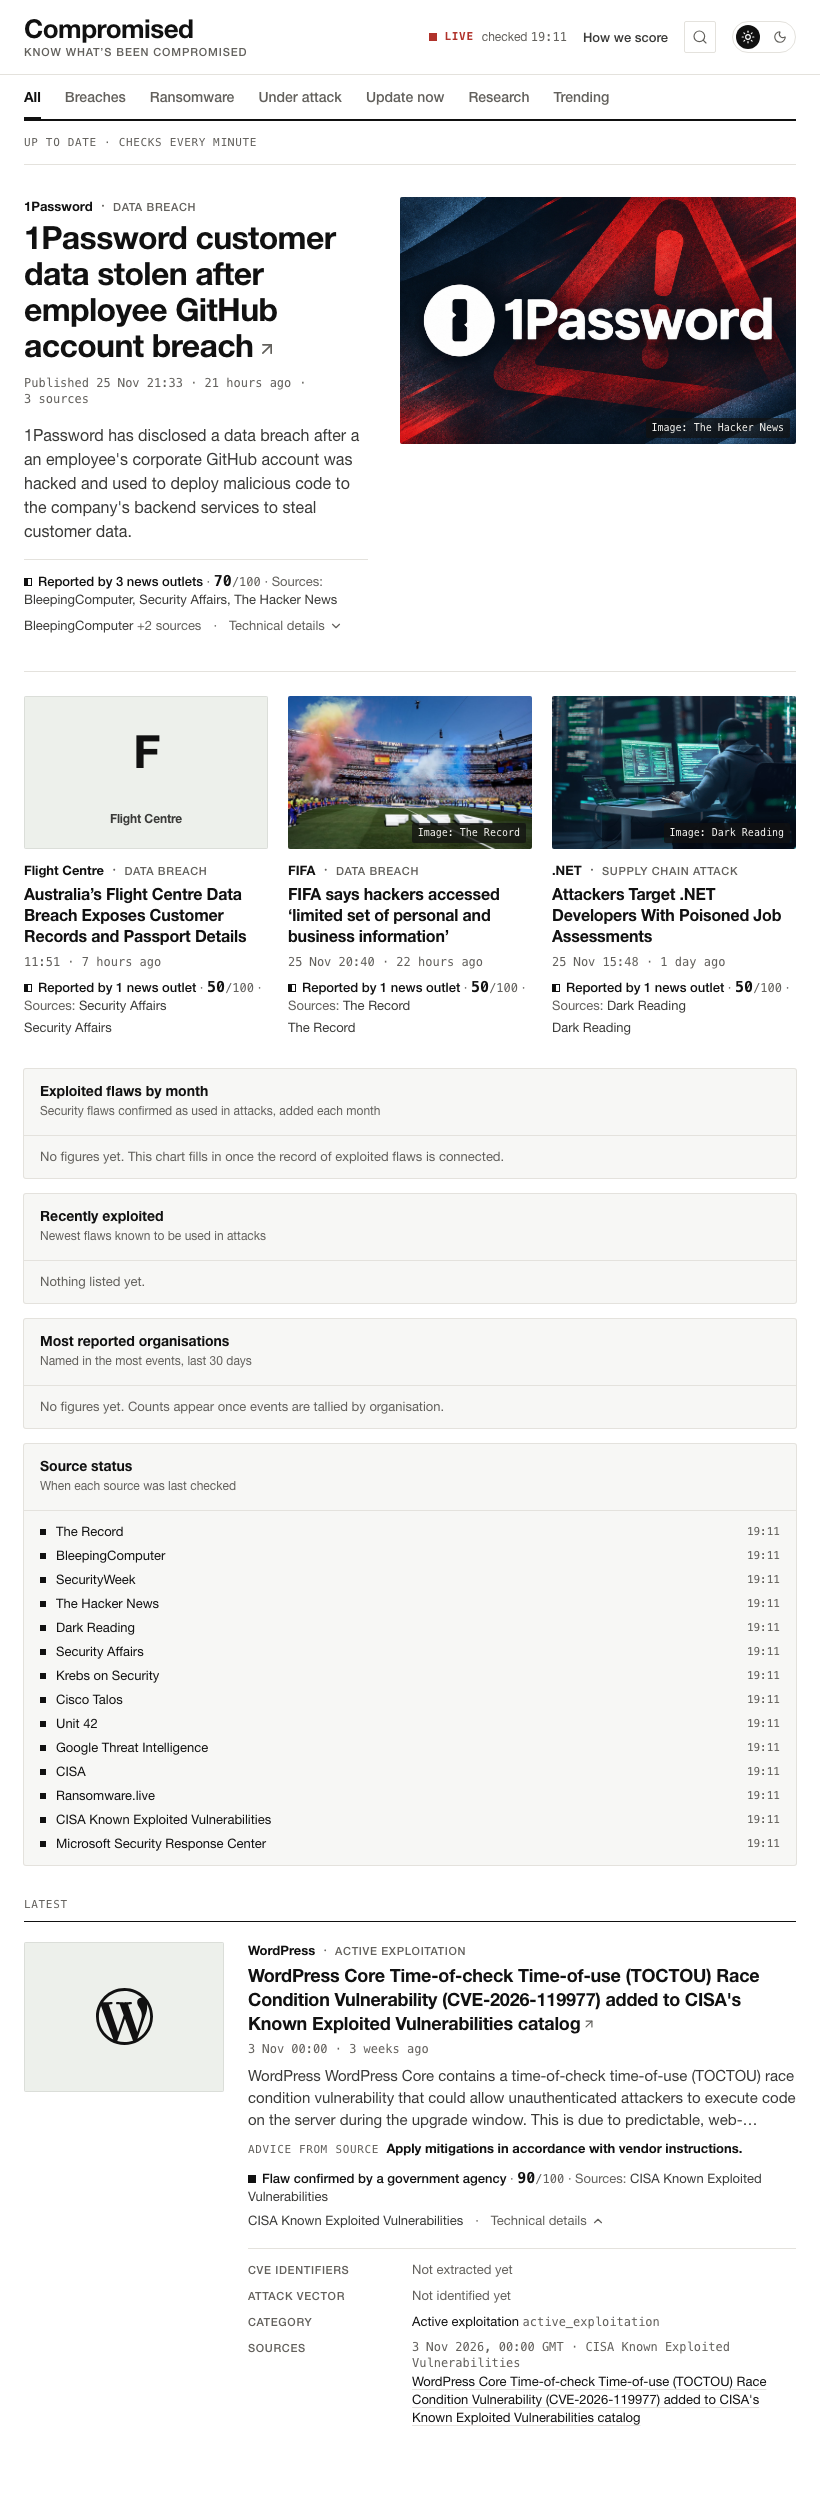 Compromised
KNOW WHAT'S BEEN COMPROMISED
LIVE checked 19:11 How we score
All Breaches Ransomware Under attack Update now Research Trending
UP TO DATE · CHECKS EVERY MINUTE
1Password · DATA BREACH
1Password customer
data stolen after
employee GitHub
account breach
Published 25 Nov 21:33 · 21 hours ago ·
3 sources
1Password has disclosed a data breach after a
an employee's corporate GitHub account was
hacked and used to deploy malicious code to
the company's backend services to steal
customer data.
Reported by 3 news outlets · 70/100 · Sources:
BleepingComputer, Security Affairs, The Hacker News
BleepingComputer +2 sources · Technical details
1Password
Image: The Hacker News
F
Flight Centre
Flight Centre · DATA BREACH
Australia’s Flight Centre Data
Breach Exposes Customer
Records and Passport Details
11:51 · 7 hours ago
Reported by 1 news outlet · 50/100 ·
Sources: Security Affairs
Security Affairs
Image: The Record
FIFA · DATA BREACH
FIFA says hackers accessed
‘limited set of personal and
business information’
25 Nov 20:40 · 22 hours ago
Reported by 1 news outlet · 50/100 ·
Sources: The Record
The Record
Image: Dark Reading
.NET · SUPPLY CHAIN ATTACK
Attackers Target .NET
Developers With Poisoned Job
Assessments
25 Nov 15:48 · 1 day ago
Reported by 1 news outlet · 50/100 ·
Sources: Dark Reading
Dark Reading
Exploited flaws by month
Security flaws confirmed as used in attacks, added each month
No figures yet. This chart fills in once the record of exploited flaws is connected.
Recently exploited
Newest flaws known to be used in attacks
Nothing listed yet.
Most reported organisations
Named in the most events, last 30 days
No figures yet. Counts appear once events are tallied by organisation.
Source status
When each source was last checked
The Record 19:11
BleepingComputer 19:11
SecurityWeek 19:11
The Hacker News 19:11
Dark Reading 19:11
Security Affairs 19:11
Krebs on Security 19:11
Cisco Talos 19:11
Unit 42 19:11
Google Threat Intelligence 19:11
CISA 19:11
Ransomware.live 19:11
CISA Known Exploited Vulnerabilities 19:11
Microsoft Security Response Center 19:11
LATEST
WordPress · ACTIVE EXPLOITATION
WordPress Core Time-of-check Time-of-use (TOCTOU) Race
Condition Vulnerability (CVE-2026-119977) added to CISA's
Known Exploited Vulnerabilities catalog
3 Nov 00:00 · 3 weeks ago
WordPress WordPress Core contains a time-of-check time-of-use (TOCTOU) race
condition vulnerability that could allow unauthenticated attackers to execute code
on the server during the upgrade window. This is due to predictable, web-…
ADVICE FROM SOURCE Apply mitigations in accordance with vendor instructions.
Flaw confirmed by a government agency · 90/100 · Sources: CISA Known Exploited
Vulnerabilities
CISA Known Exploited Vulnerabilities · Technical details
CVE IDENTIFIERS Not extracted yet
ATTACK VECTOR Not identified yet
CATEGORY Active exploitation active_exploitation
SOURCES 3 Nov 2026, 00:00 GMT · CISA Known Exploited
Vulnerabilities
WordPress Core Time-of-check Time-of-use (TOCTOU) Race
Condition Vulnerability (CVE-2026-119977) added to CISA's
Known Exploited Vulnerabilities catalog